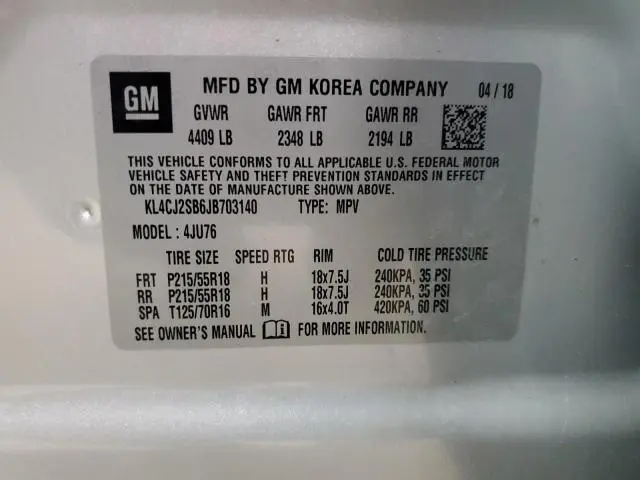 GM MFD BY GM KOREA COMPANY 04 / 18
GVWR GAWR FRT GAWR RR
4409 LB 2348 LB 2194 LB
THIS VEHICLE CONFORMS TO ALL APPLICABLE U.S. FEDERAL MOTOR
VEHICLE SAFETY AND THEFT PREVENTION STANDARDS IN EFFECT
ON THE DATE OF MANUFACTURE SHOWN ABOVE.
KL4CJ2SB6JB703140 TYPE: MPV
MODEL : 4JU76
TIRE SIZE SPEED RTG RIM COLD TIRE PRESSURE
FRT P215/55R18 H 18x7.5J 240KPA, 35 PSI
RR P215/55R18 H 18x7.5J 240KPA, 35 PSI
SPA T125/70R16 M 16x4.0T 420KPA, 60 PSI
SEE OWNER'S MANUAL i FOR MORE INFORMATION.